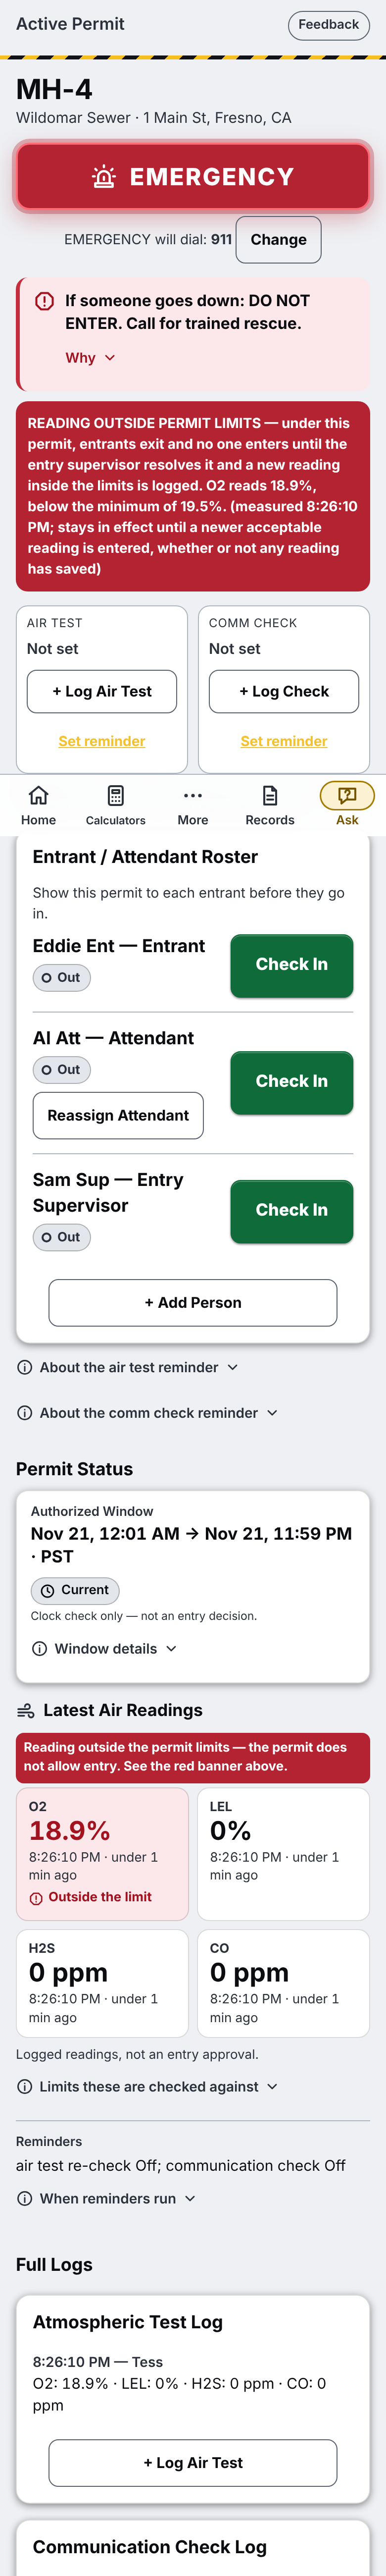 Active Permit
Feedback
MH-4
Wildomar Sewer · 1 Main St, Fresno, CA
EMERGENCY
EMERGENCY will dial: 911
Change
If someone goes down: DO NOT
ENTER. Call for trained rescue.
Why
READING OUTSIDE PERMIT LIMITS — under this
permit, entrants exit and no one enters until the
entry supervisor resolves it and a new reading
inside the limits is logged. O2 reads 18.9%,
below the minimum of 19.5%. (measured 8:26:10
PM; stays in effect until a newer acceptable
reading is entered, whether or not any reading
has saved)
AIR TEST
Not set
+ Log Air Test
Set reminder
COMM CHECK
Not set
+ Log Check
Set reminder
Home
Calculators
More
Records
Ask
Entrant / Attendant Roster
Show this permit to each entrant before they go
in.
Eddie Ent — Entrant
Out
Check In
Al Att — Attendant
Out
Reassign Attendant
Check In
Sam Sup — Entry
Supervisor
Out
Check In
+ Add Person
About the air test reminder
About the comm check reminder
Permit Status
Authorized Window
Nov 21, 12:01 AM → Nov 21, 11:59 PM
· PST
Current
Clock check only — not an entry decision.
Window details
Latest Air Readings
Reading outside the permit limits — the permit does
not allow entry. See the red banner above.
O2
18.9%
8:26:10 PM · under 1
min ago
Outside the limit
LEL
0%
8:26:10 PM · under 1
min ago
H2S
0 ppm
8:26:10 PM · under 1
min ago
CO
0 ppm
8:26:10 PM · under 1
min ago
Logged readings, not an entry approval.
Limits these are checked against
Reminders
air test re-check Off; communication check Off
When reminders run
Full Logs
Atmospheric Test Log
8:26:10 PM — Tess
O2: 18.9% · LEL: 0% · H2S: 0 ppm · CO: 0
ppm
+ Log Air Test
Communication Check Log